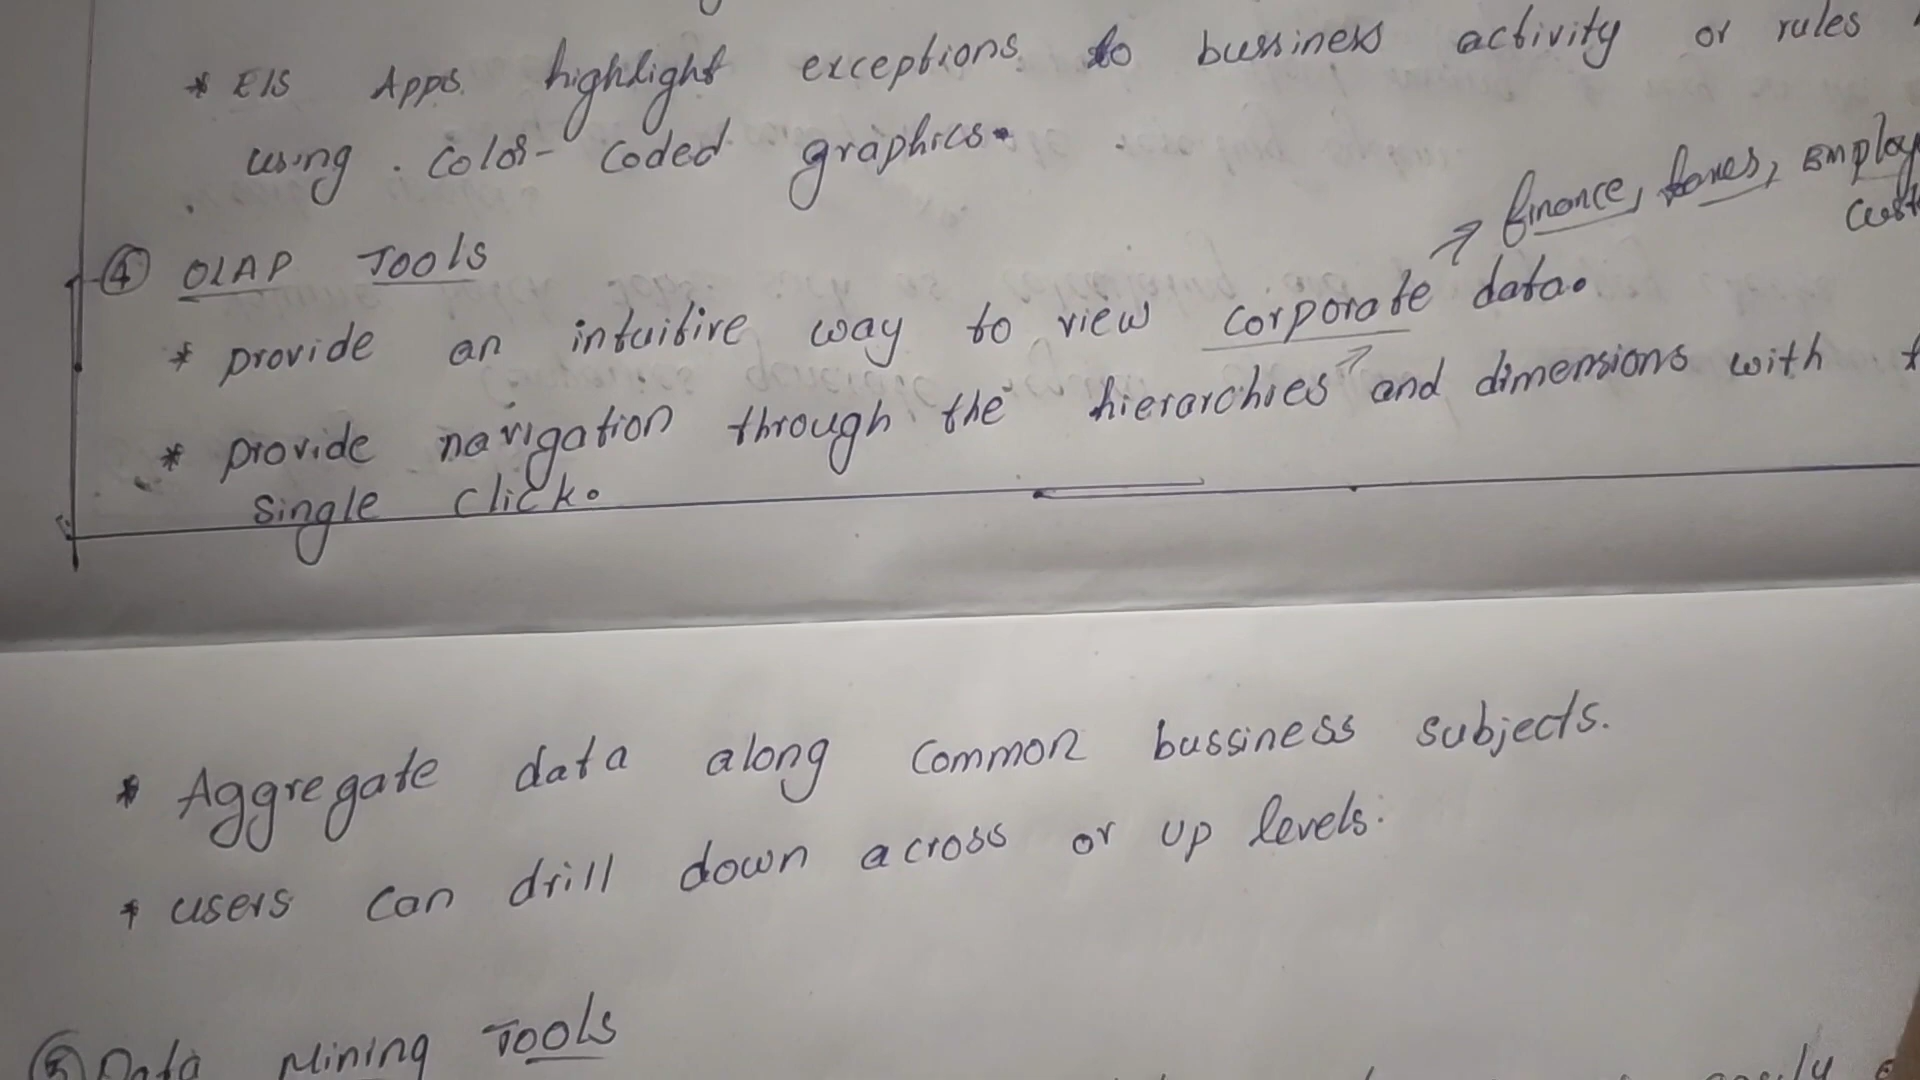 * EIS Apps highlight exceptions to bussiness activity or rules
using color-coded graphics.
④ OLAP Tools
finance, taxes, Employ
Cust
* provide an intuitive way to view corporate data.
* provide navigation through the hierarchies and dimensions with
single click.
* Aggregate data along common bussiness subjects.
* users can drill down across or up levels.
⑤ Data Mining Tools